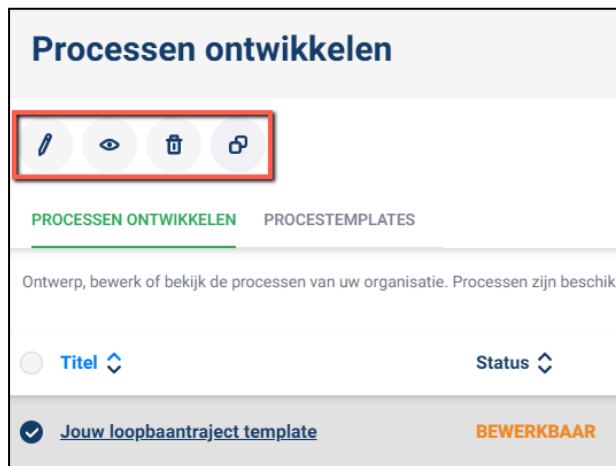 Processen ontwikkelen
PROCESSEN ONTWIKKELEN PROCESTEMPLATES
Ontwerp, bewerk of bekijk de processen van uw organisatie. Processen zijn beschik
Titel Status
Jouw loopbaantraject template BEWERKBAAR